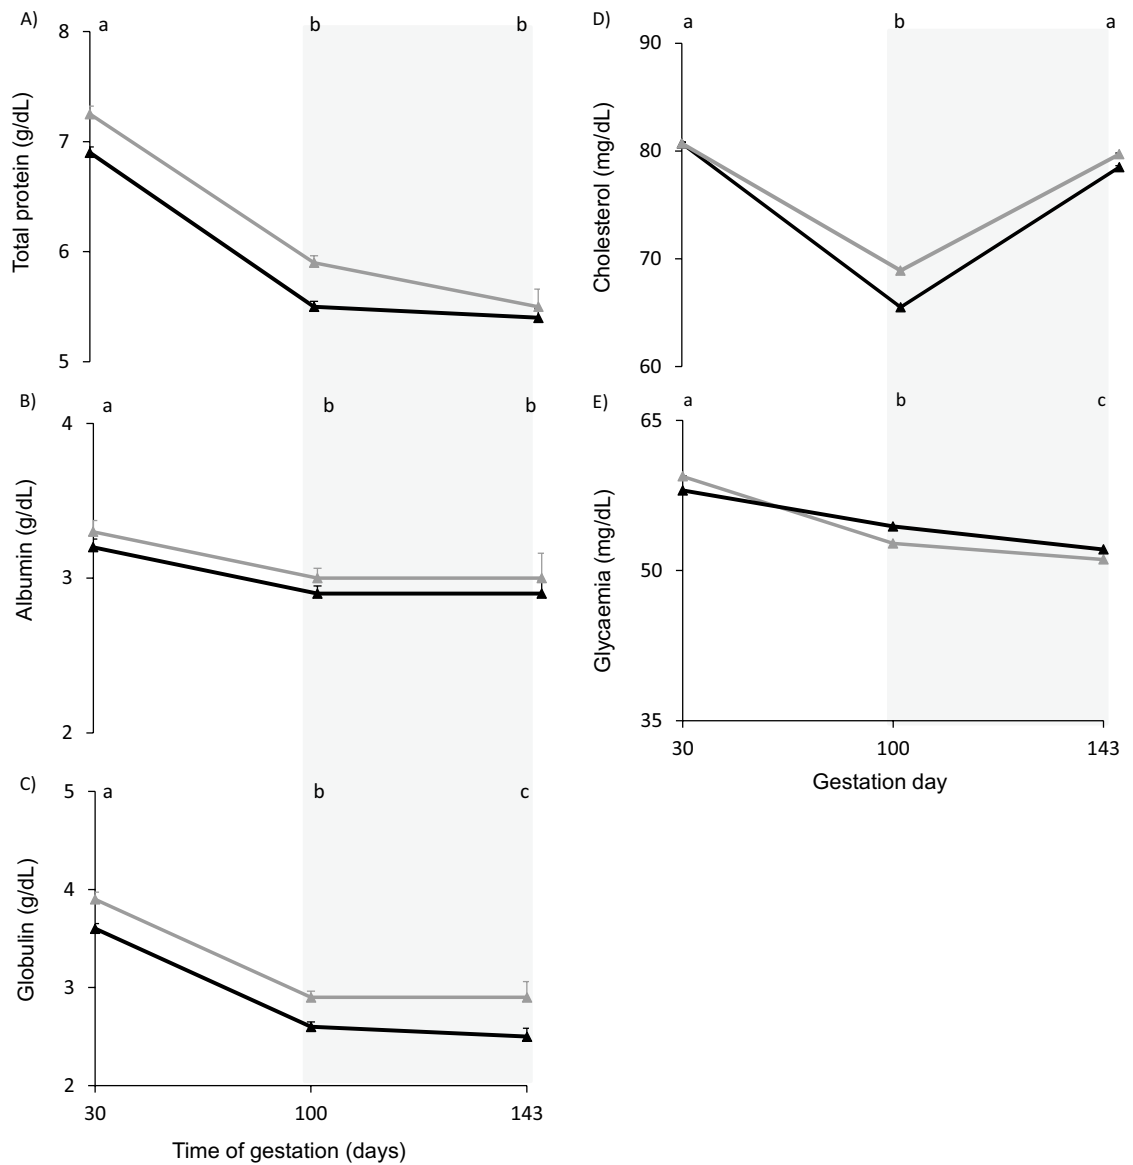 A)
a b b
8
7
6
5
Total protein (g/dL)
B)
a b b
4
3
2
Albumin (g/dL)
C)
a b c
5
4
3
2
Globulin (g/dL)
30 100 143
Time of gestation (days)
D)
a b a
90
80
70
60
Cholesterol (mg/dL)
E)
a b c
65
50
35
Glycaemia (mg/dL)
30 100 143
Gestation day